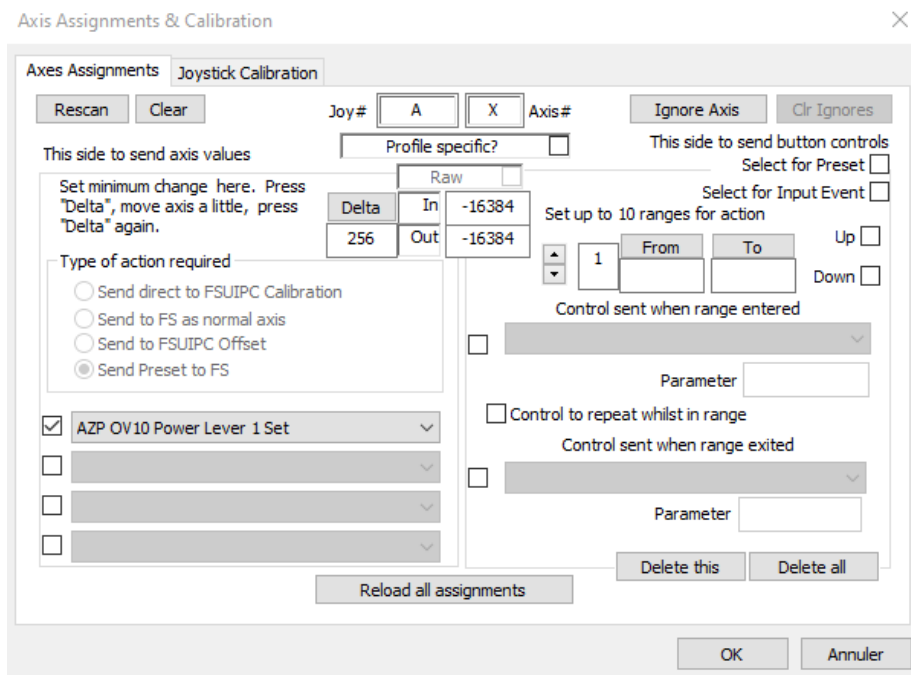 Axis Assignments & Calibration
Axes Assignments
Joystick Calibration
Rescan
Clear
Joy#
A
X
Axis#
Ignore Axis
Clr Ignores
Profile specific?
This side to send button controls
This side to send axis values
Select for Preset
Raw
Select for Input Event
Set minimum change here. Press
"Delta", move axis a little, press
"Delta" again.
Delta
In
-16384
256
Out
-16384
Set up to 10 ranges for action
1
From
To
Up
Down
Type of action required
Send direct to FSUIPC Calibration
Send to FS as normal axis
Send to FSUIPC Offset
Send Preset to FS
Control sent when range entered
Parameter
AZP OV10 Power Lever 1 Set
Control to repeat whilst in range
Control sent when range exited
Parameter
Delete this
Delete all
Reload all assignments
OK
Annuler